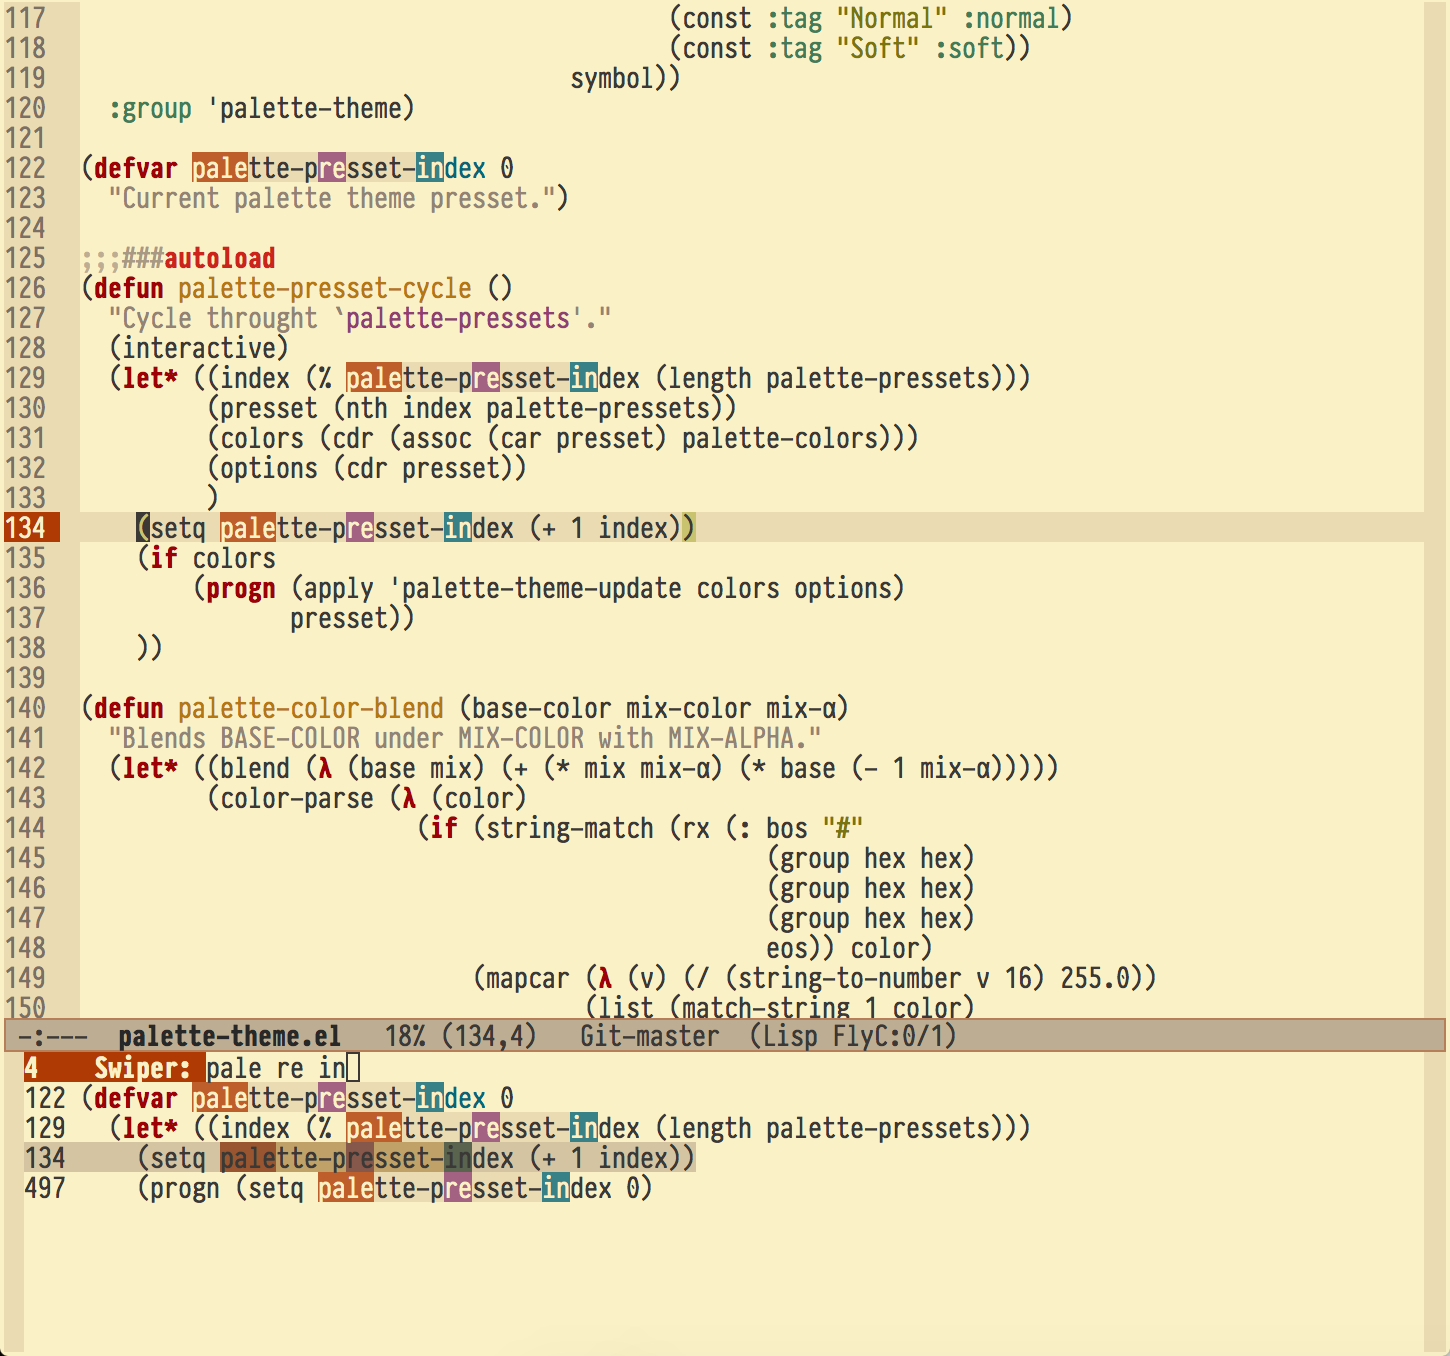 117                                           (const :tag "Normal" :normal)
118                                           (const :tag "Soft" :soft))
119                                    symbol))
120   :group 'palette-theme)
121
122 (defvar palette-presset-index 0
123   "Current palette theme presset.")
124
125 ;;;###autoload
126 (defun palette-presset-cycle ()
127   "Cycle throught `palette-pressets'."
128   (interactive)
129   (let* ((index (% palette-presset-index (length palette-pressets)))
130          (presset (nth index palette-pressets))
131          (colors (cdr (assoc (car presset) palette-colors)))
132          (options (cdr presset))
133          )
134     (setq palette-presset-index (+ 1 index))
135     (if colors
136         (progn (apply 'palette-theme-update colors options)
137                presset))
138     ))
139
140 (defun palette-color-blend (base-color mix-color mix-α)
141   "Blends BASE-COLOR under MIX-COLOR with MIX-ALPHA."
142   (let* ((blend (λ (base mix) (+ (* mix mix-α) (* base (- 1 mix-α)))))
143          (color-parse (λ (color)
144                         (if (string-match (rx (: bos "#"
145                                                  (group hex hex)
146                                                  (group hex hex)
147                                                  (group hex hex)
148                                                  eos)) color)
149                             (mapcar (λ (v) (/ (string-to-number v 16) 255.0))
150                                     (list (match-string 1 color)
-:---  palette-theme.el   18% (134,4)   Git-master  (Lisp FlyC:0/1)
4    Swiper: pale re in
122 (defvar palette-presset-index 0
129   (let* ((index (% palette-presset-index (length palette-pressets)))
134     (setq palette-presset-index (+ 1 index))
497     (progn (setq palette-presset-index 0)